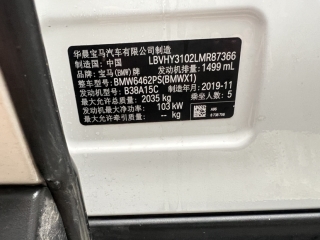 华晨宝马汽车有限公司制造
制造国：中国 LBVHY3102LMR87366
品牌：宝马(BMW)牌 发动机排量：1499 mL
整车型号：BMW6462PS(BMWX1)
发动机型号：B38A15C 制造年月：2019-11
最大允许总质量：2035 kg 乘坐人数：5
发动机最大净功率：103 kW
最大允许牵引质量：-- kg